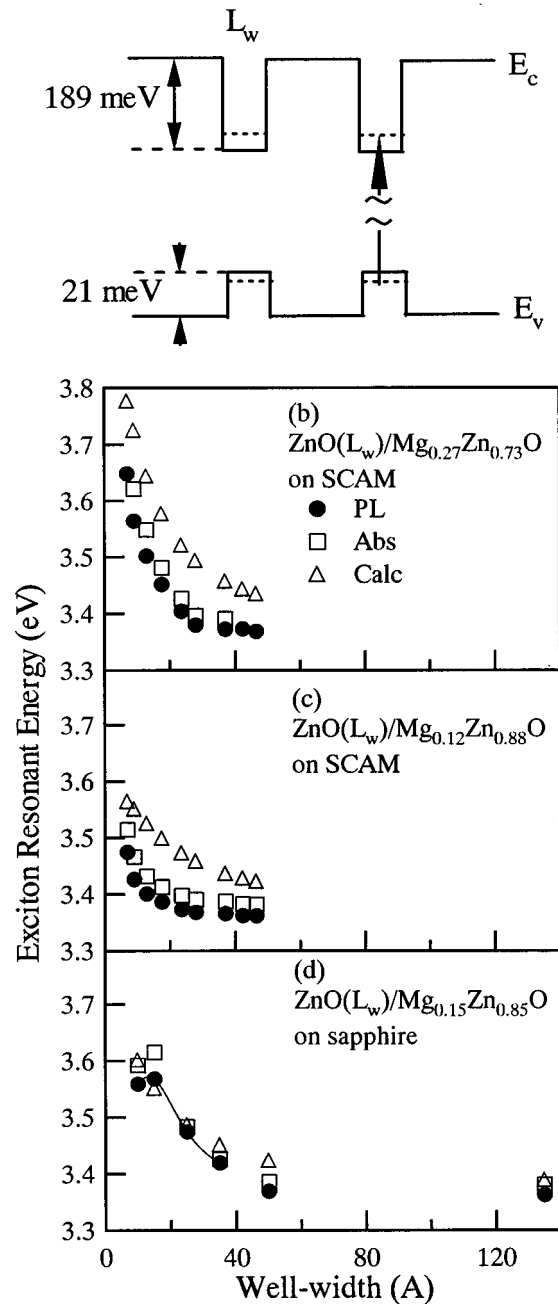 L_w
189 meV
E_c
21 meV
E_v
Exciton Resonant Energy (eV)
3.8
3.7
3.6
3.5
3.4
3.3
(b)
ZnO(L_w)/Mg_0.27Zn_0.73O
on SCAM
PL
Abs
Calc
3.7
3.6
3.5
3.4
3.3
(c)
ZnO(L_w)/Mg_0.12Zn_0.88O
on SCAM
3.7
3.6
3.5
3.4
3.3
(d)
ZnO(L_w)/Mg_0.15Zn_0.85O
on sapphire
0 40 80 120
Well-width (A)